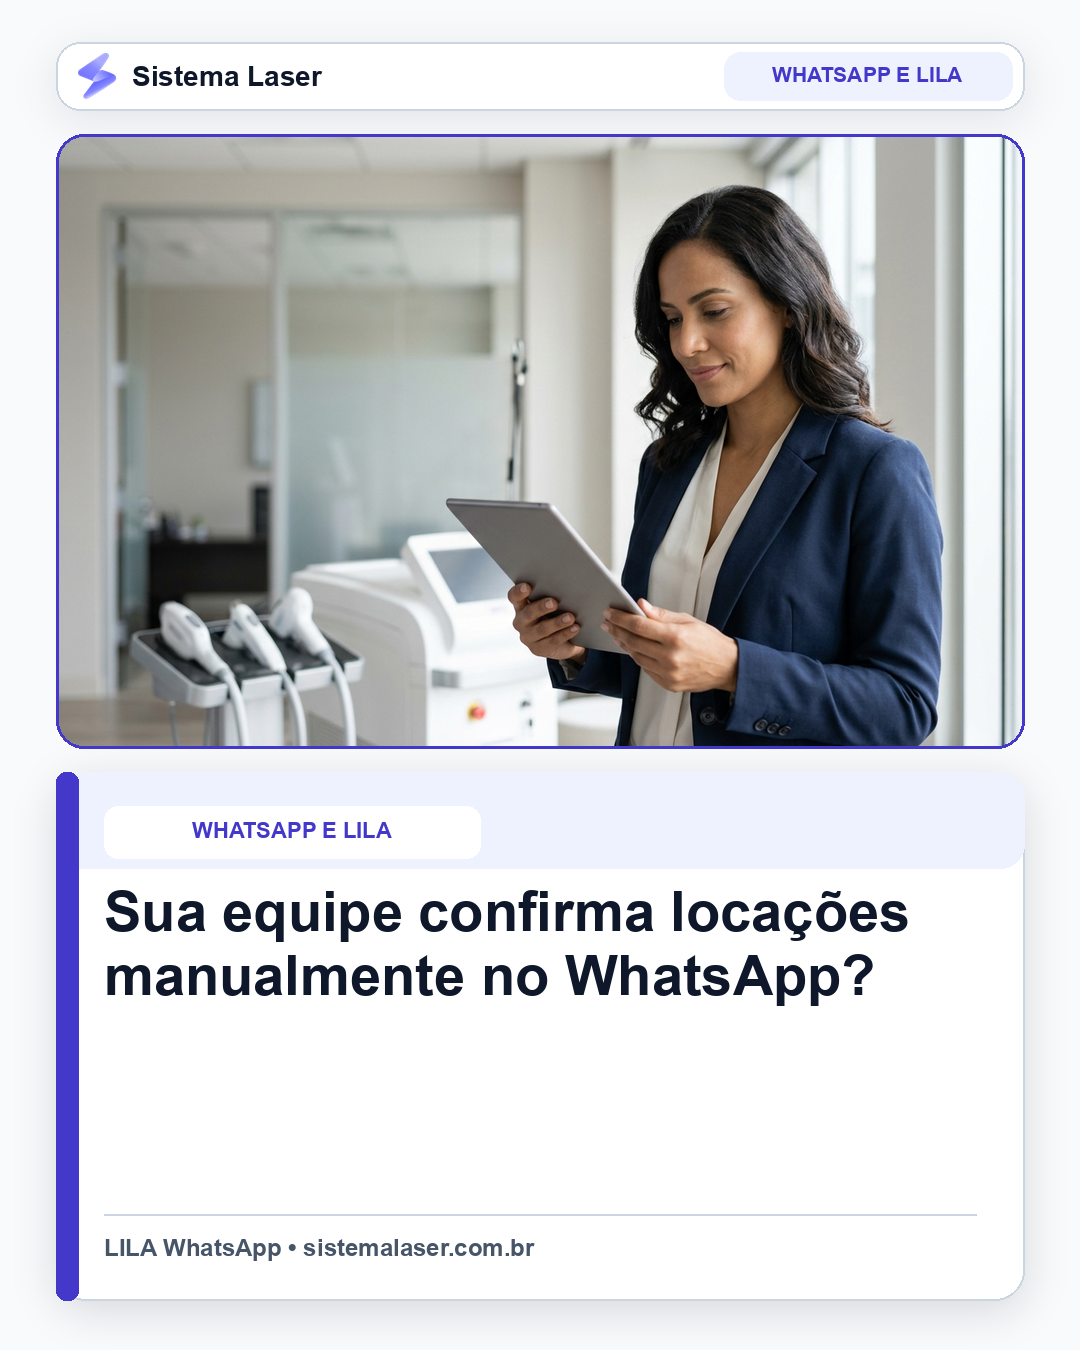 Sistema Laser
WHATSAPP E LILA
WHATSAPP E LILA
Sua equipe confirma locações
manualmente no WhatsApp?
LILA WhatsApp • sistemalaser.com.br